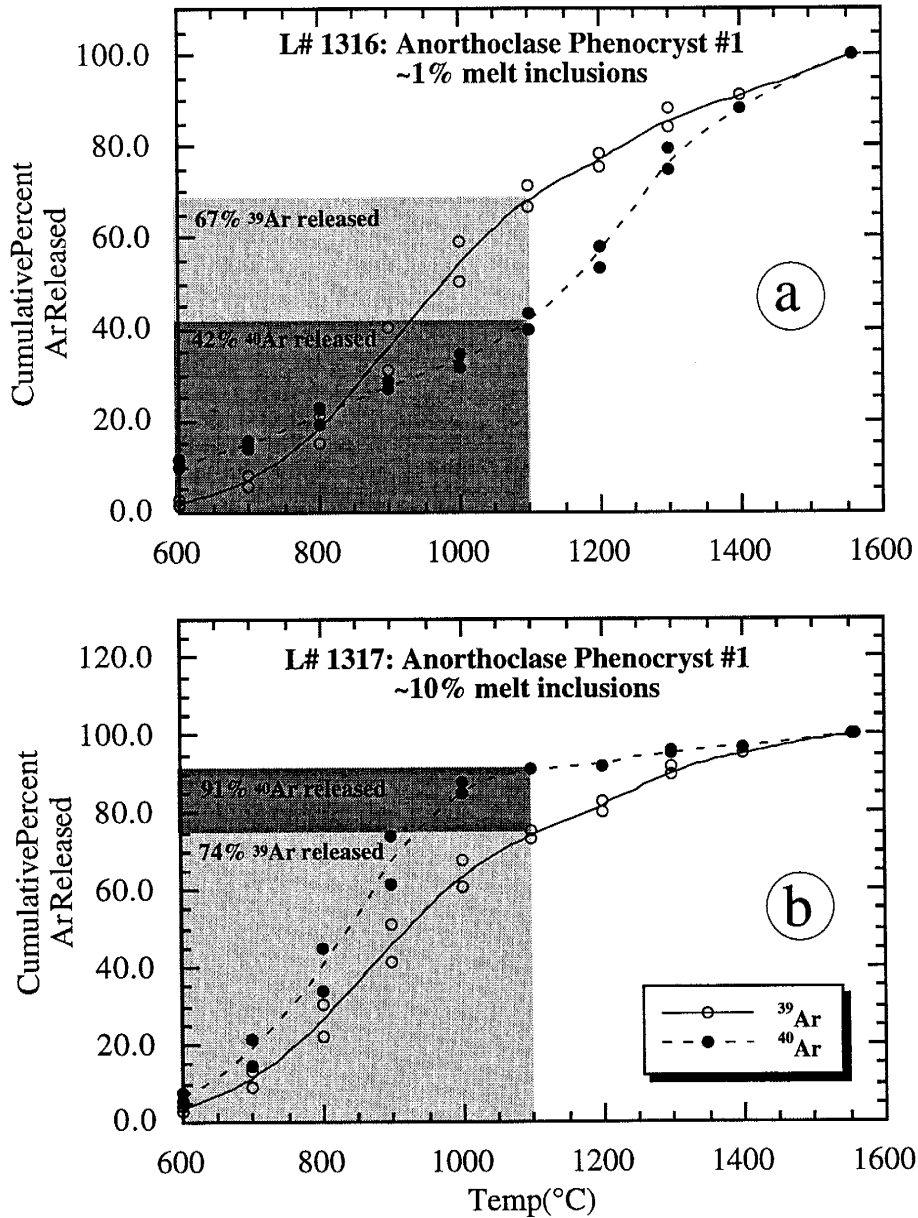 L# 1316: Anorthoclase Phenocryst #1
~1% melt inclusions
100.0
80.0
60.0
40.0
20.0
0.0
CumulativePercent
ArReleased
67% ³⁹Ar released
42% ⁴⁰Ar released
a
600
800
1000
1200
1400
1600
L# 1317: Anorthoclase Phenocryst #1
~10% melt inclusions
120.0
100.0
80.0
60.0
40.0
20.0
0.0
CumulativePercent
ArReleased
91% ⁴⁰Ar released
74% ³⁹Ar released
b
³⁹Ar
⁴⁰Ar
600
800
1000
1200
1400
1600
Temp(°C)